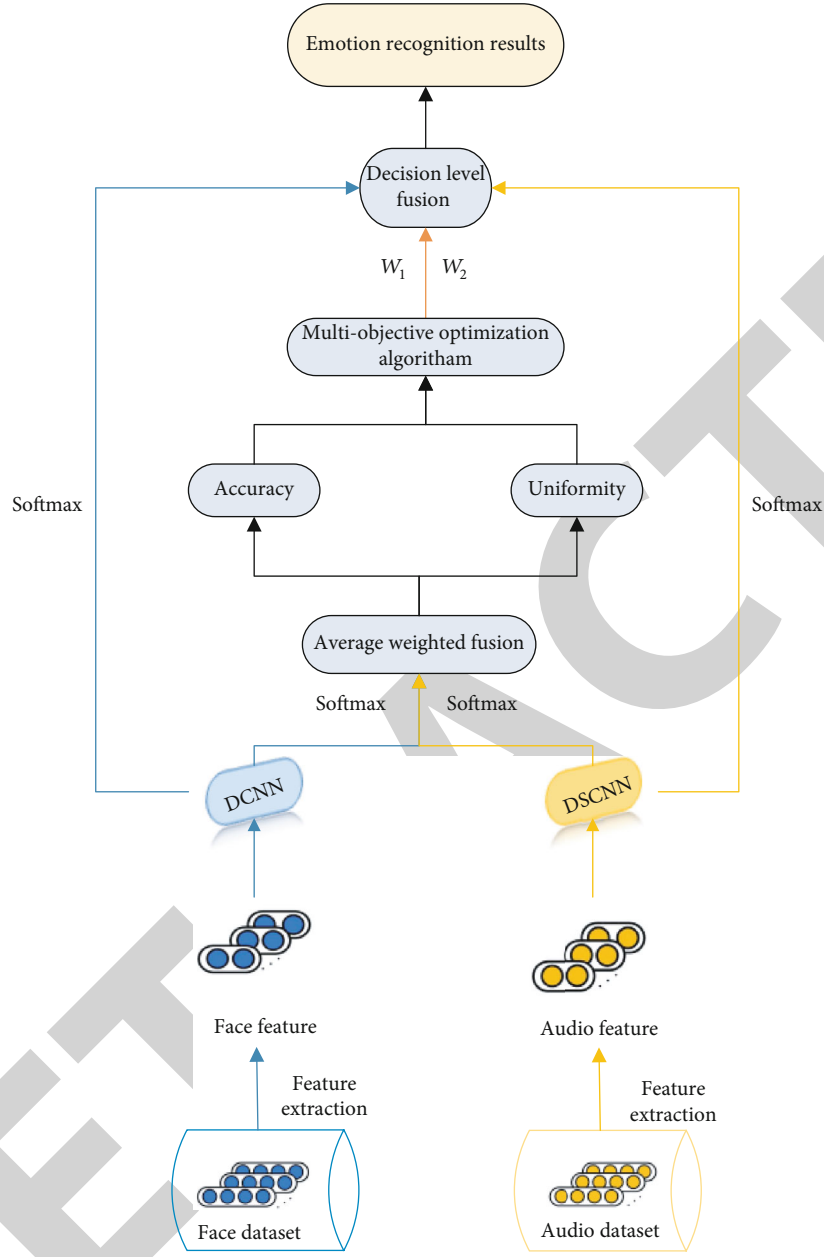 Emotion recognition results
Decision level
fusion
W1 W2
Multi-objective optimization
algoritham
Accuracy
Uniformity
Softmax
Softmax
Average weighted fusion
Softmax
Softmax
DCNN
DSCNN
Face feature
Audio feature
Feature
extraction
Feature
extraction
Face dataset
Audio dataset